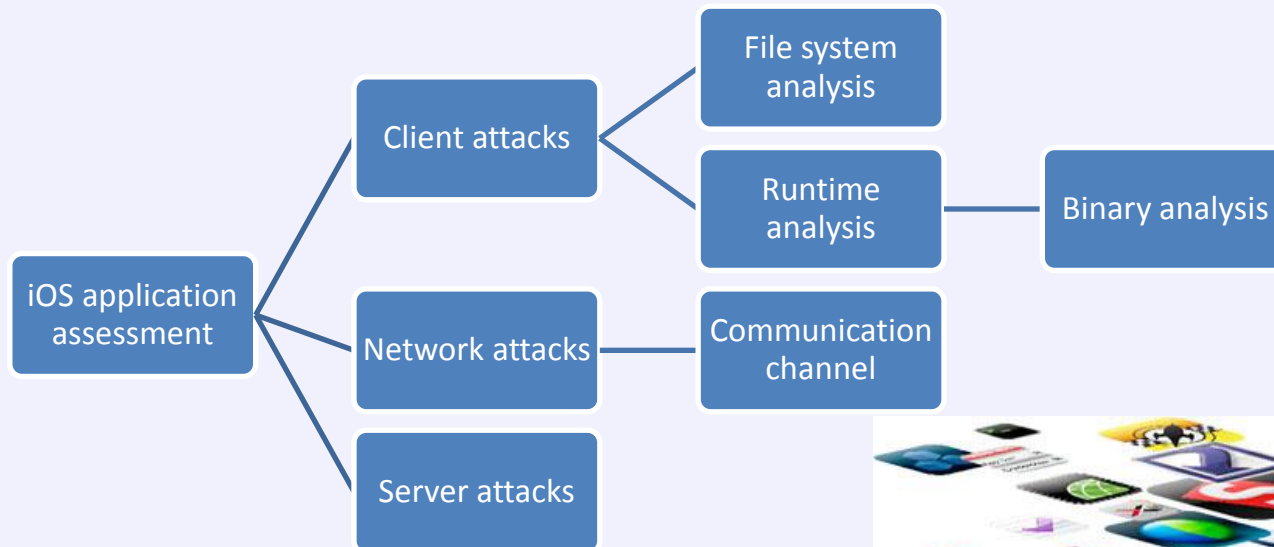 File system
analysis
Client attacks
Runtime
analysis
Binary analysis
iOS application
assessment
Network attacks
Communication
channel
Server attacks